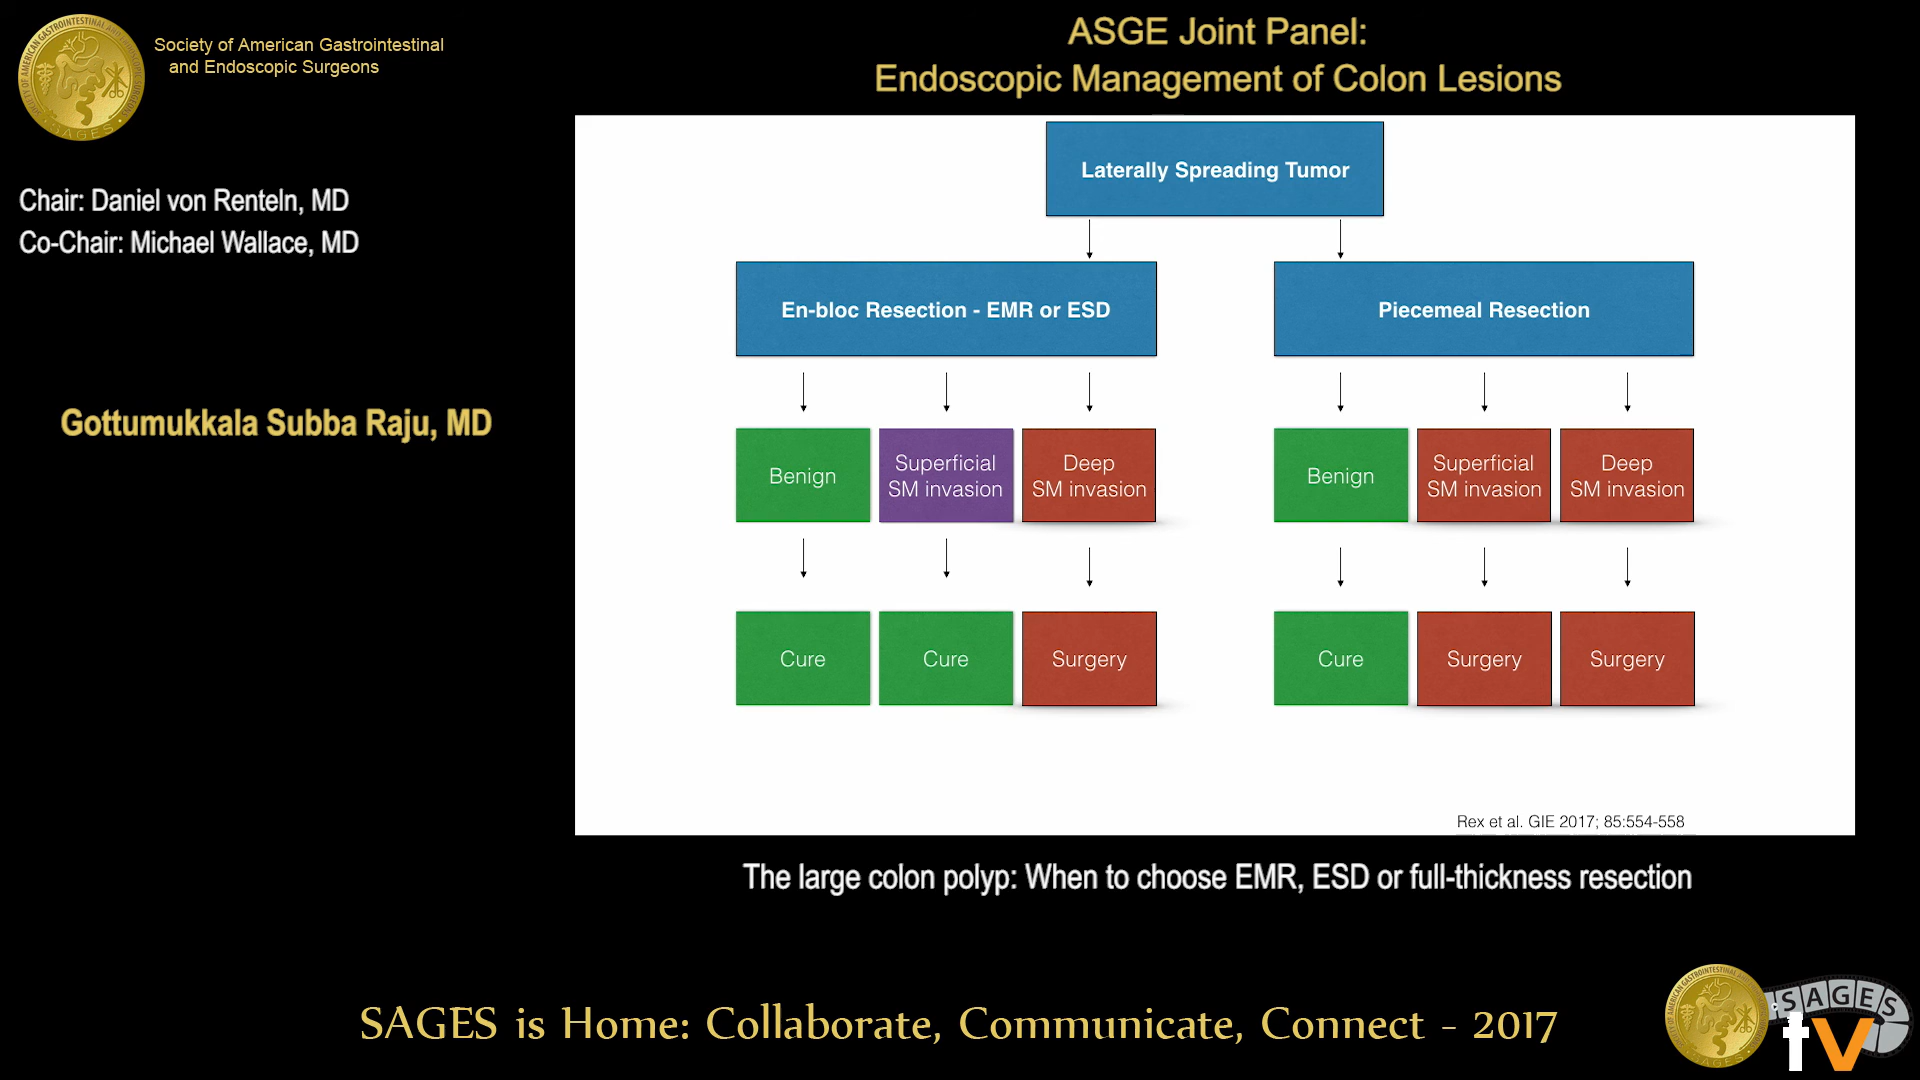 Society of American Gastrointestinal
and Endoscopic Surgeons
ASGE Joint Panel:
Endoscopic Management of Colon Lesions
Chair: Daniel von Renteln, MD
Co-Chair: Michael Wallace, MD
Gottumukkala Subba Raju, MD
Laterally Spreading Tumor
En-bloc Resection - EMR or ESD
Piecemeal Resection
Benign
Superficial
SM invasion
Deep
SM invasion
Benign
Superficial
SM invasion
Deep
SM invasion
Cure
Cure
Surgery
Cure
Surgery
Surgery
Rex et al. GIE 2017; 85:554-558
The large colon polyp: When to choose EMR, ESD or full-thickness resection
SAGES is Home: Collaborate, Communicate, Connect - 2017
SAGES
tv